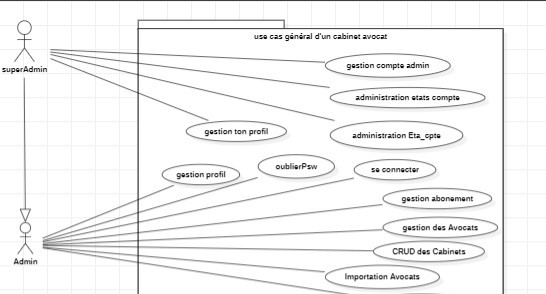 use cas général d'un cabinet avocat
superAdmin
gestion compte admin
administration etats compte
gestion ton profil
administration Eta_cpte
oublierPsw
se connecter
gestion profil
gestion abonement
gestion des Avocats
CRUD des Cabinets
Admin
Importation Avocats